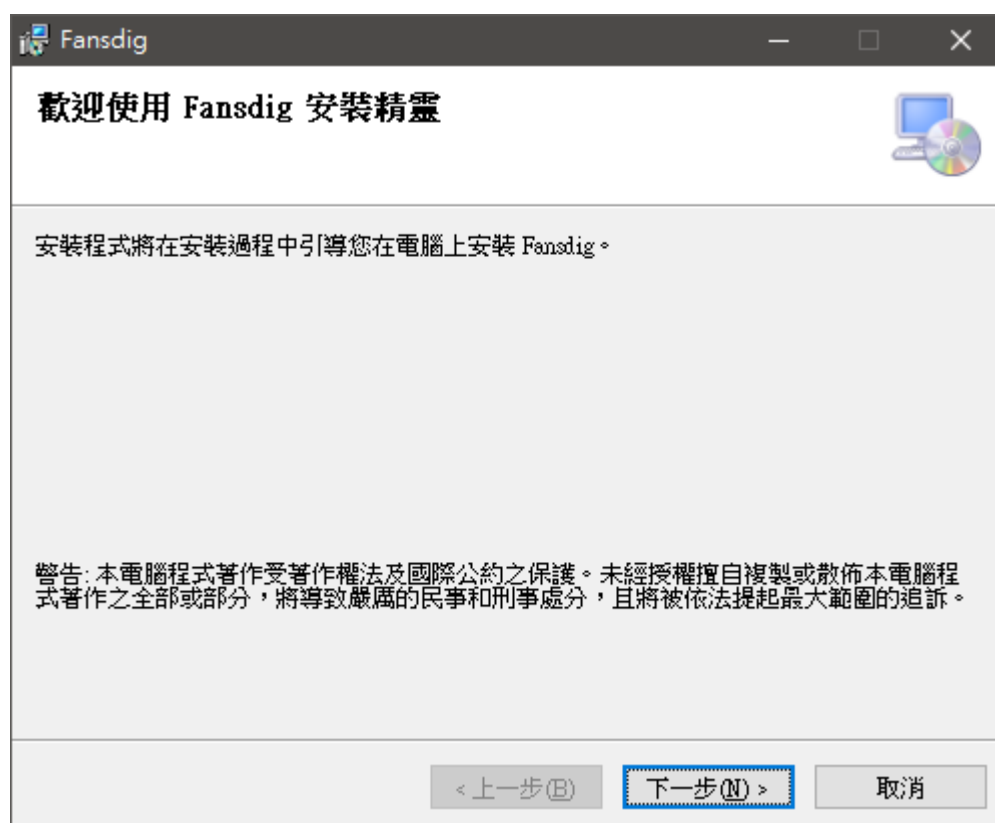 Fansdig
歡迎使用 Fansdig 安裝精靈
安裝程式將在安裝過程中引導您在電腦上安裝 Fansdig。
警告: 本電腦程式著作受著作權法及國際公約之保護。未經授權擅自複製或散佈本電腦程
式著作之全部或部分，將導致嚴厲的民事和刑事處分，且將被依法提起最大範圍的追訴。
< 上一步(B)
下一步(N) >
取消